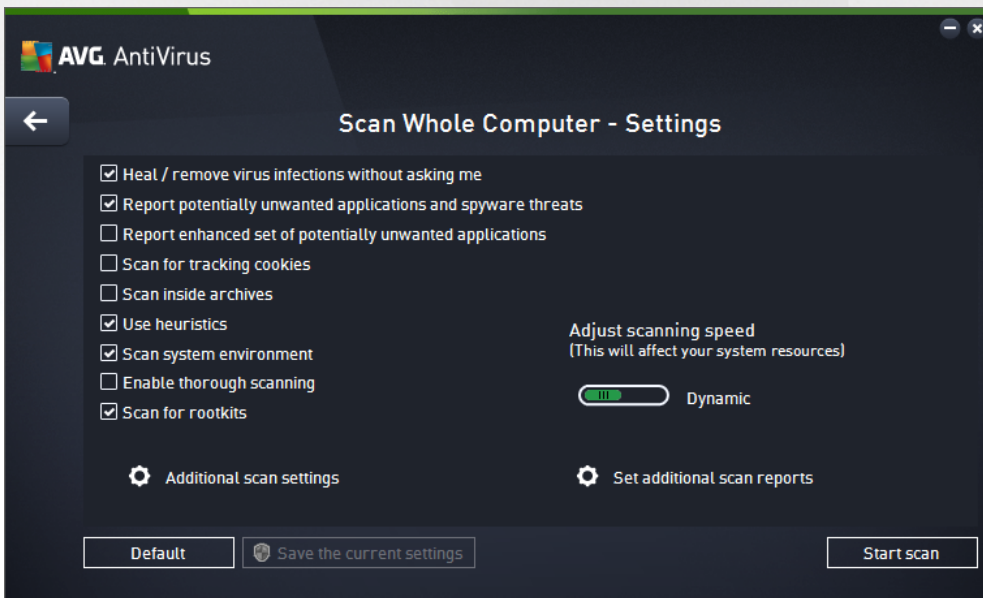 AVG. AntiVirus
Scan Whole Computer - Settings
Heal / remove virus infections without asking me
Report potentially unwanted applications and spyware threats
Report enhanced set of potentially unwanted applications
Scan for tracking cookies
Scan inside archives
Use heuristics
Scan system environment
Enable thorough scanning
Scan for rootkits
Adjust scanning speed
(This will affect your system resources)
Dynamic
Additional scan settings
Set additional scan reports
Default
Save the current settings
Start scan